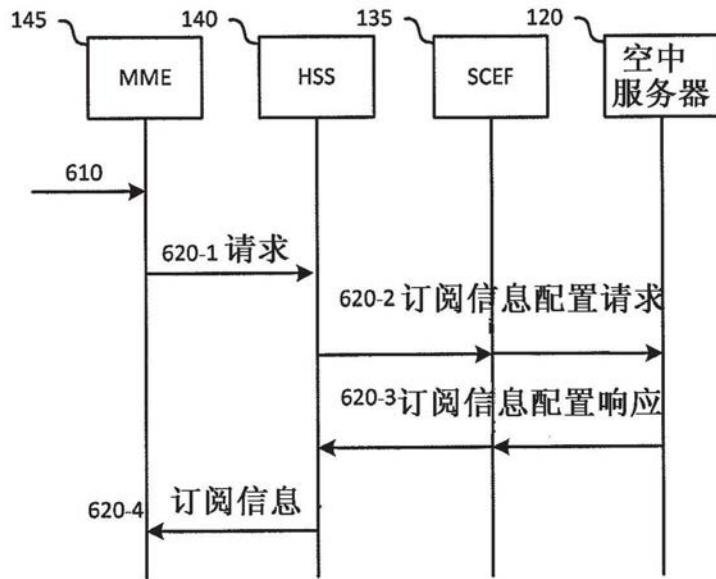 145 140 135 120
MME HSS SCEF 空中
服务器
610
620-1 请求
620-2 订阅信息配置请求
620-3 订阅信息配置响应
订阅信息
620-4